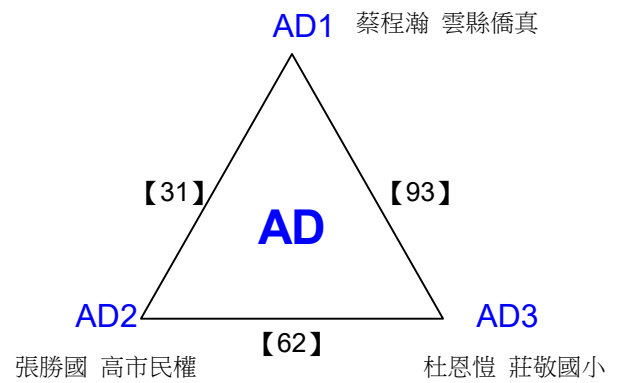 AD1 蔡程瀚 雲縣僑真
【31】 【93】
AD
AD2 AD3
【62】
張勝國 高市民權 杜恩愷 莊敬國小